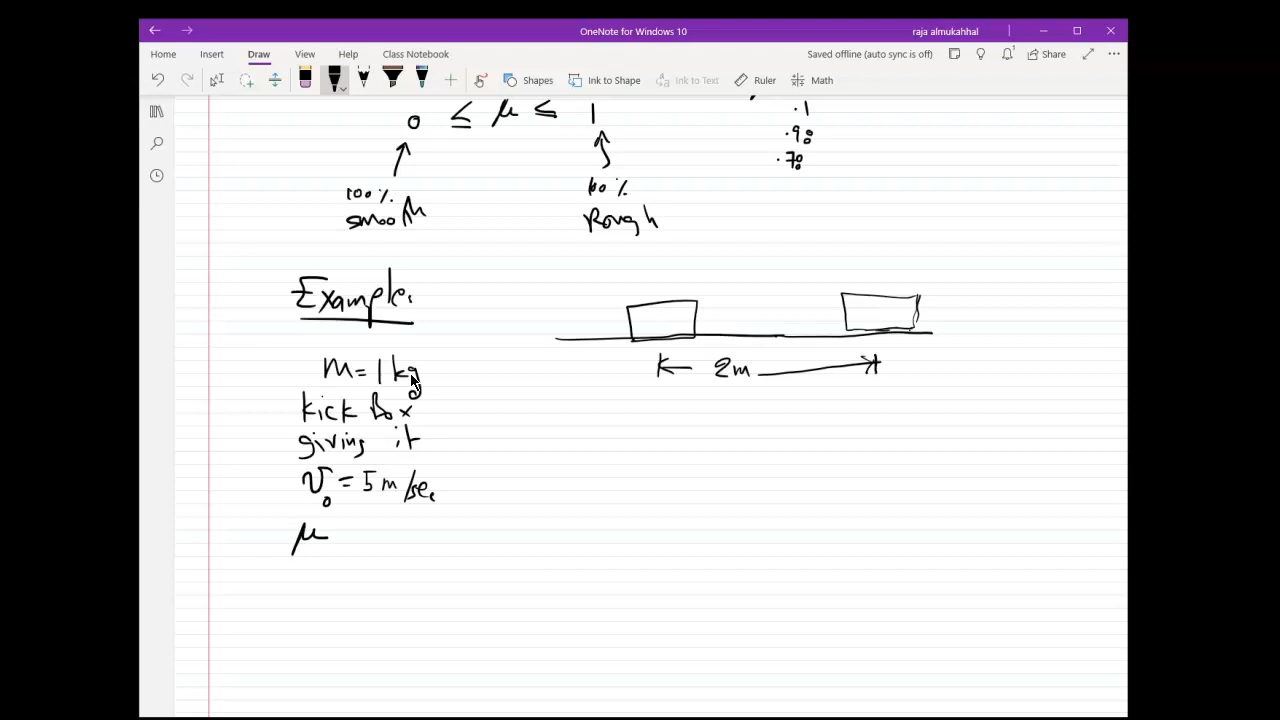 OneNote for Windows 10
raja almukahhal
Home Insert Draw View Help Class Notebook
Saved offline (auto sync is off)
Share
Shapes
Ink to Shape
Ink to Text
Ruler
Math
0 ≤ μ ≤ 1
.1
.98
.78
100%
smooth
100%
Rough
Example.
m = 1 kg
kick Box
giving it
v₀ = 5 m/sec
μ
2m